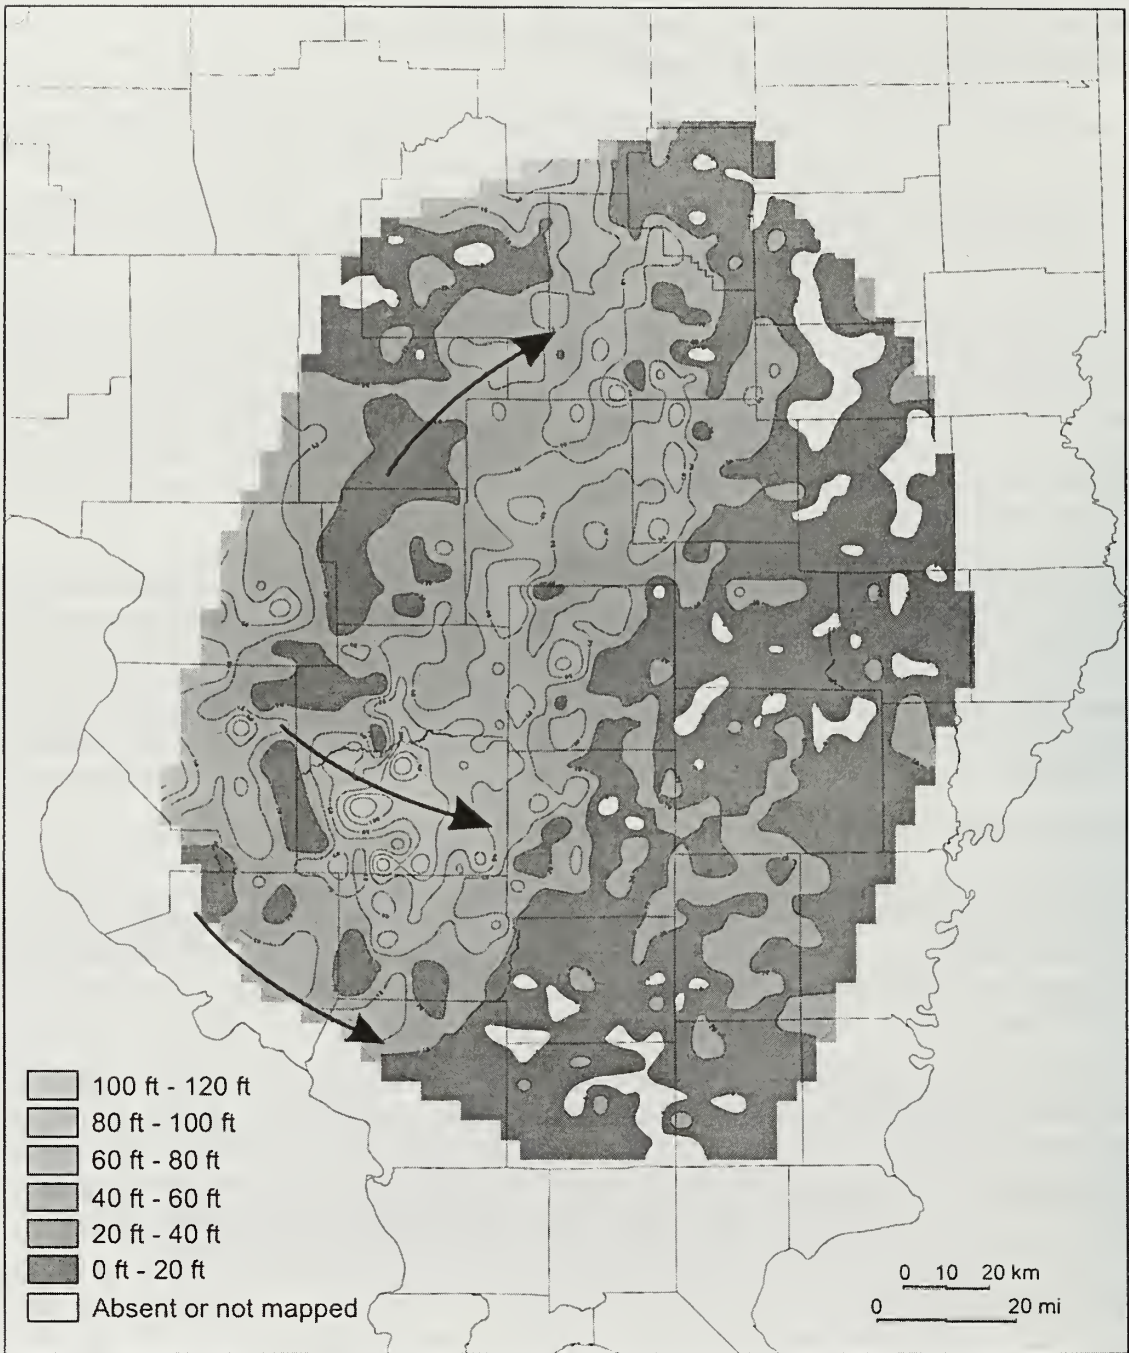 100 ft - 120 ft
80 ft - 100 ft
60 ft - 80 ft
40 ft - 60 ft
20 ft - 40 ft
0 ft - 20 ft
Absent or not mapped
0 10 20 km
0 20 mi